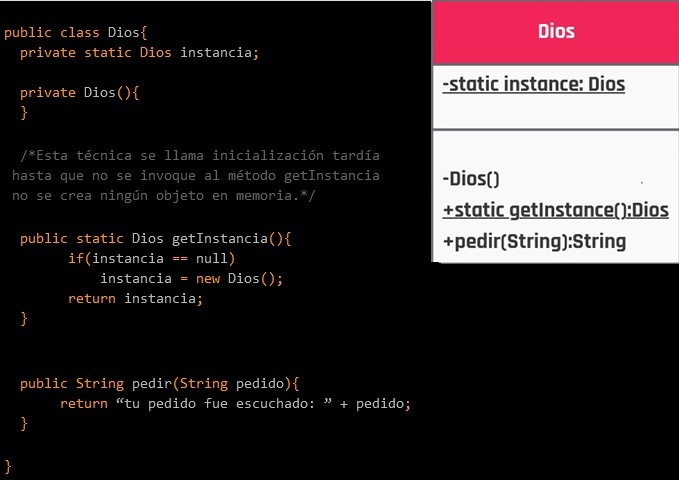 public class Dios{
private static Dios instancia;
private Dios(){
}
/*Esta técnica se llama inicialización tardía
hasta que no se invoque al método getInstancia
no se crea ningún objeto en memoria.*/
public static Dios getInstancia(){
if(instancia == null)
instancia = new Dios();
return instancia;
}
public String pedir(String pedido){
return “tu pedido fue escuchado: ” + pedido;
}
}
Dios
-static instance: Dios
-Dios()
+static getInstance():Dios
+pedir(String):String